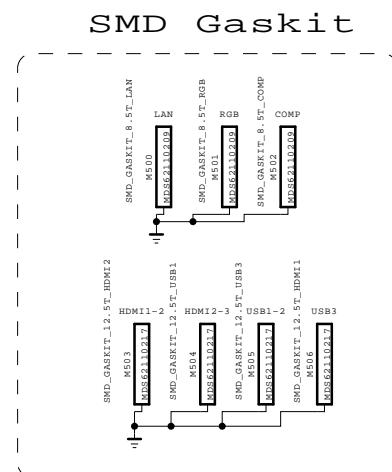 SMD Gaskit
SMD_GASKIT_8.5T_LAN
LAN
M500
MDS62110209
SMD_GASKIT_8.5T_RGB
RGB
M501
MDS62110209
SMD_GASKIT_8.5T_COMP
COMP
M502
MDS62110209
SMD_GASKIT_12.5T_HDMI2
HDMI1-2
M503
MDS62110217
SMD_GASKIT_12.5T_USB1
HDMI2-3
M504
MDS62110217
SMD_GASKIT_12.5T_USB3
USB1-2
M505
MDS62110217
SMD_GASKIT_12.5T_HDMI1
USB3
M506
MDS62110217